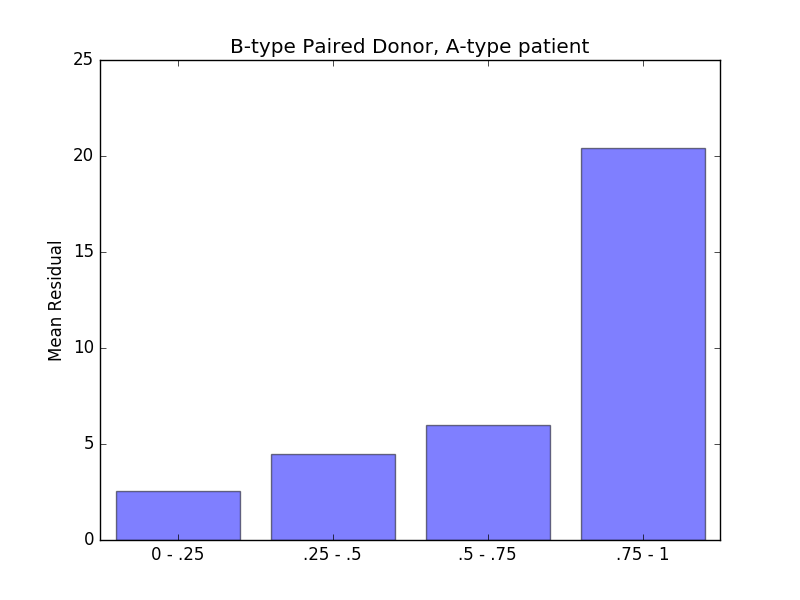 B-type Paired Donor, A-type patient
25
20
15
10
5
0
Mean Residual
0 - .25
.25 - .5
.5 - .75
.75 - 1